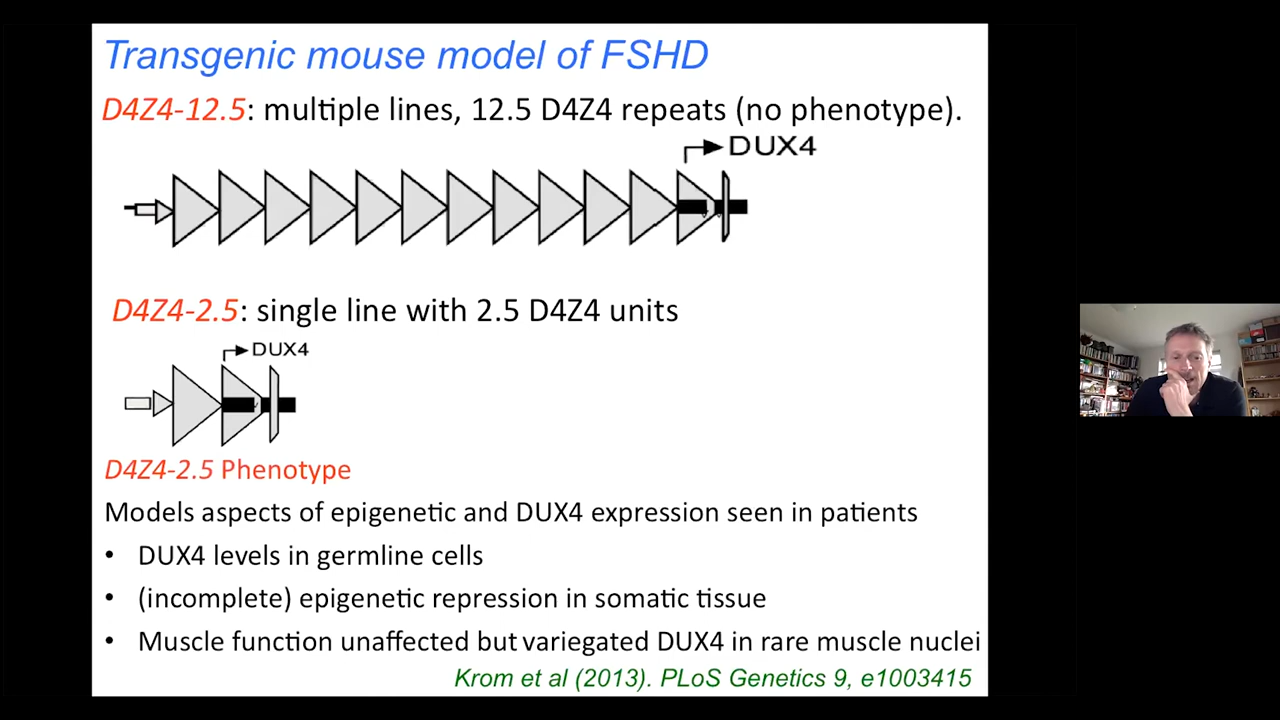 Transgenic mouse model of FSHD
D4Z4-12.5: multiple lines, 12.5 D4Z4 repeats (no phenotype).
DUX4
D4Z4-2.5: single line with 2.5 D4Z4 units
DUX4
D4Z4-2.5 Phenotype
Models aspects of epigenetic and DUX4 expression seen in patients
• DUX4 levels in germline cells
• (incomplete) epigenetic repression in somatic tissue
• Muscle function unaffected but variegated DUX4 in rare muscle nuclei
Krom et al (2013). PLoS Genetics 9, e1003415